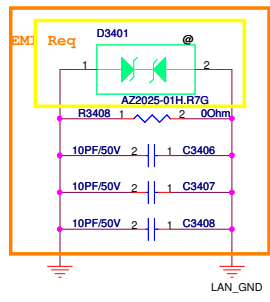 D3401 @
EMI Req
1 2
AZ2025-01H.R7G
R3408 1 2 0Ohm
10PF/50V 2 1 C3406
10PF/50V 2 1 C3407
10PF/50V 2 1 C3408
LAN_GND